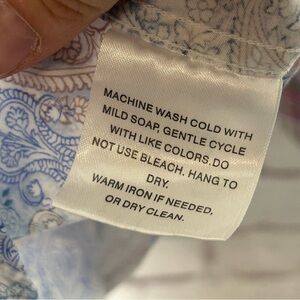 MACHINE WASH COLD WITH
MILD SOAP, GENTLE CYCLE
WITH LIKE COLORS.DO
NOT USE BLEACH. HANG TO
DRY.
WARM IRON IF NEEDED,
OR DRY CLEAN.